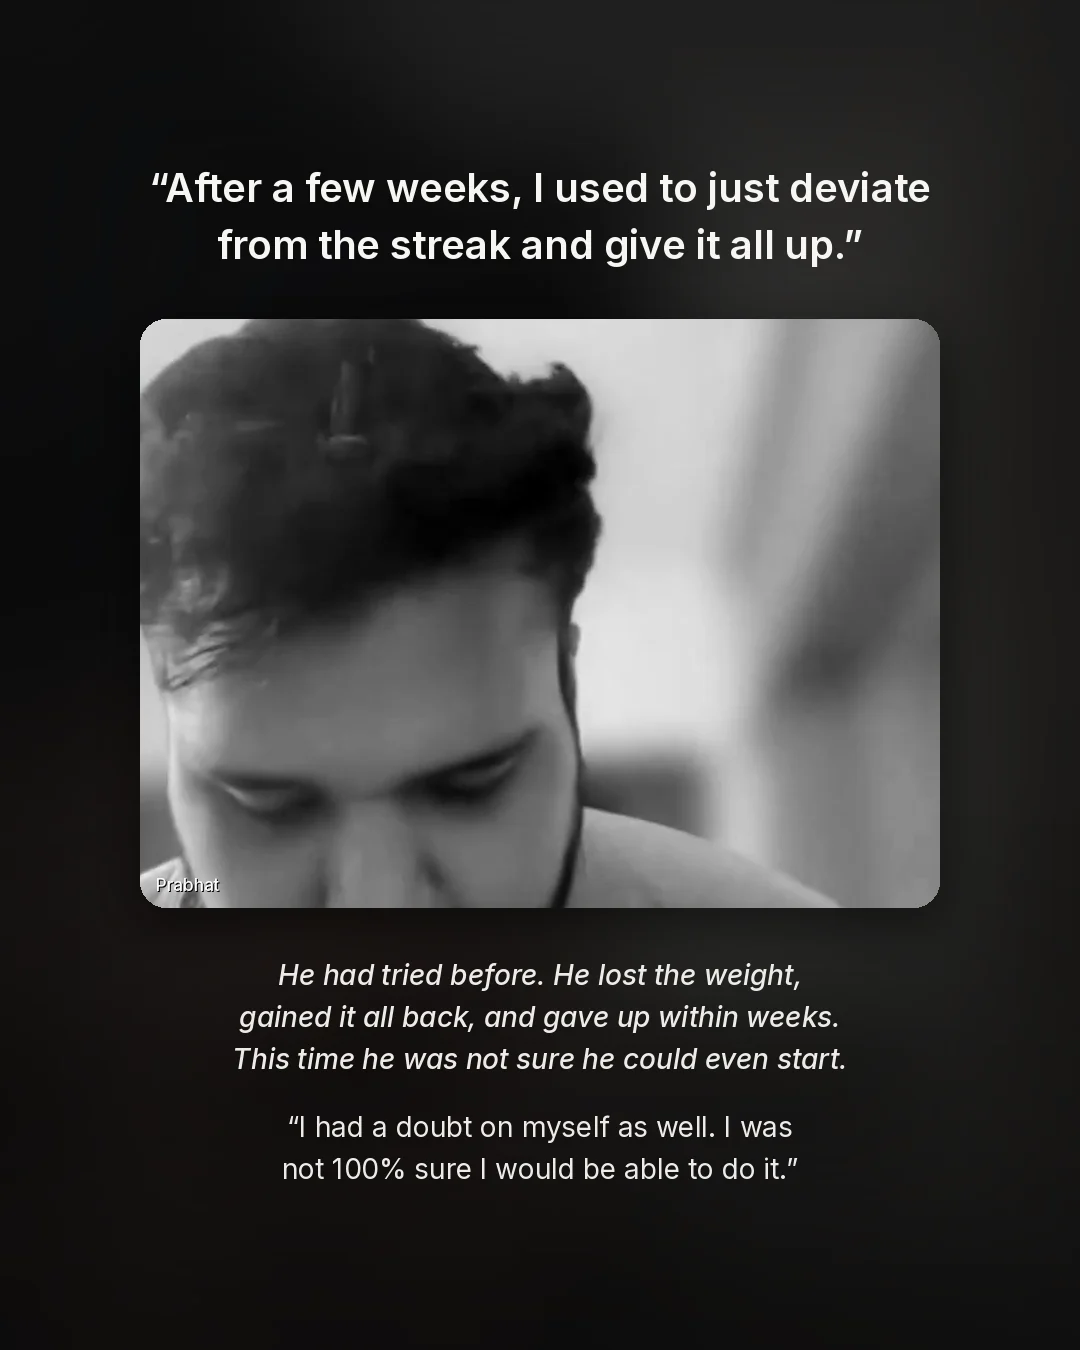 “After a few weeks, I used to just deviate
from the streak and give it all up.”
Prabhat
He had tried before. He lost the weight,
gained it all back, and gave up within weeks.
This time he was not sure he could even start.
“I had a doubt on myself as well. I was
not 100% sure I would be able to do it.”